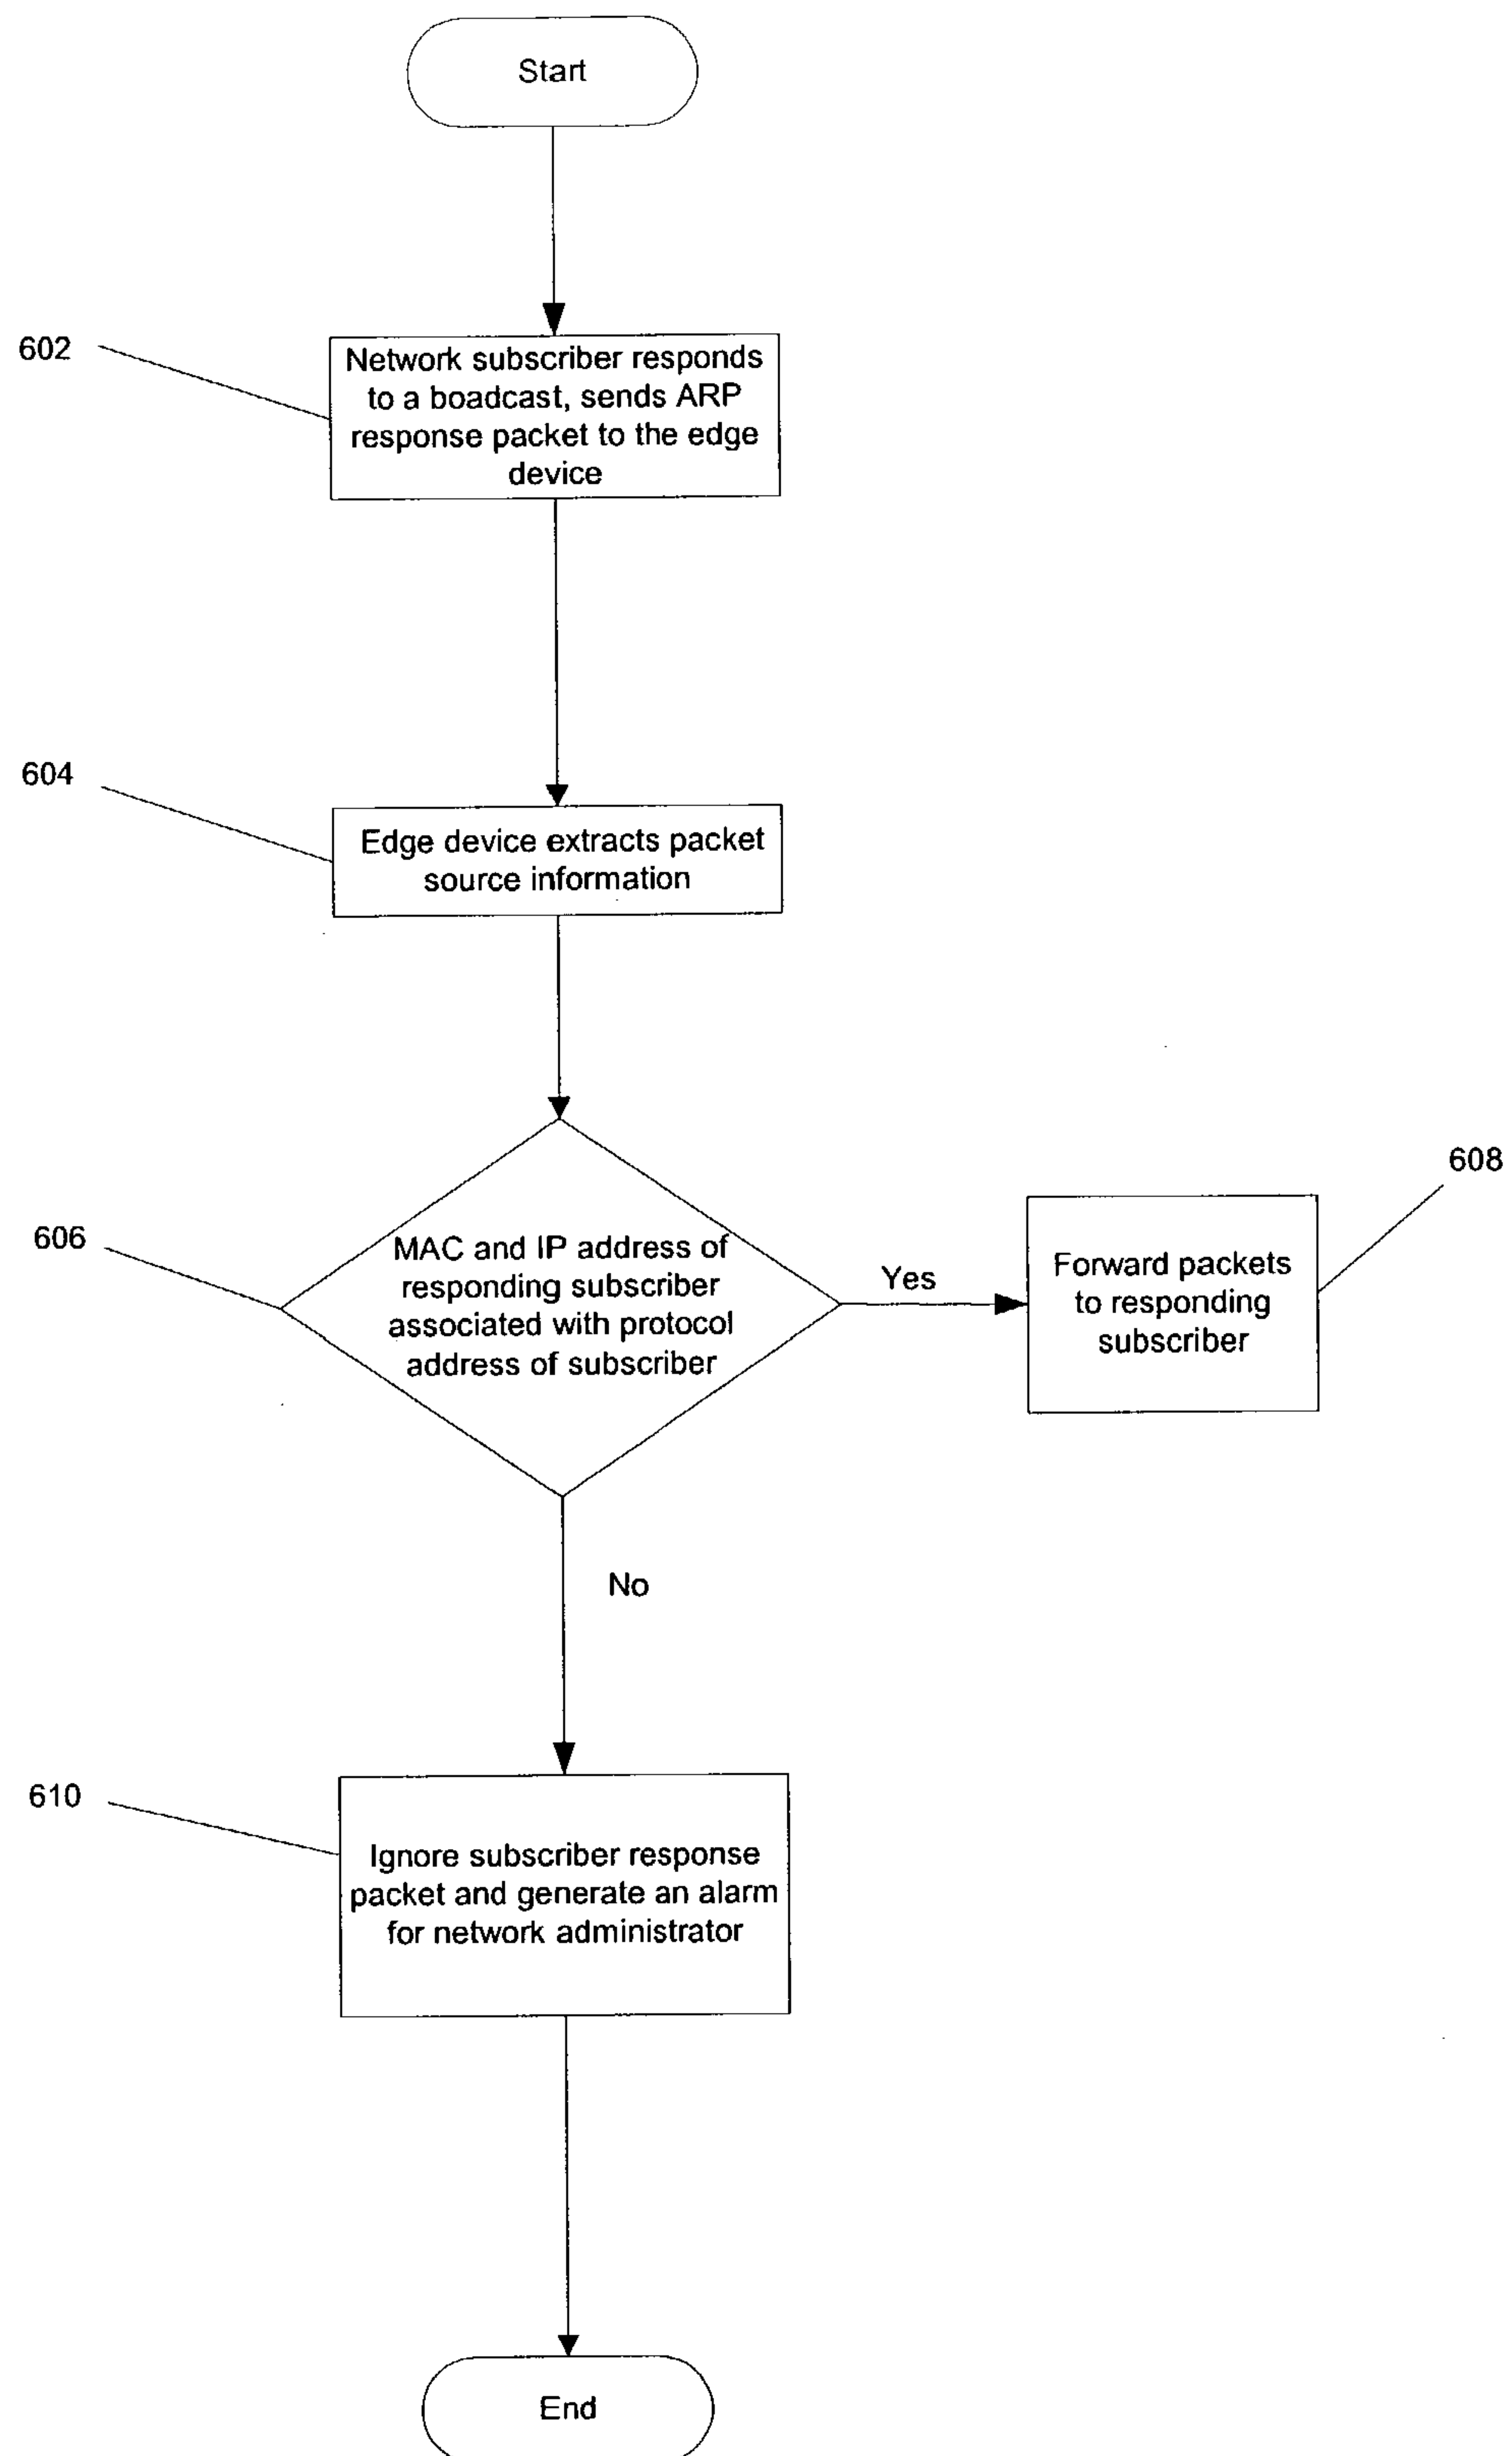 Start
602
Network subscriber responds
to a boadcast, sends ARP
response packet to the edge
device
604
Edge device extracts packet
source information
606
MAC and IP address of
responding subscriber
associated with protocol
address of subscriber
Yes
608
Forward packets
to responding
subscriber
No
610
Ignore subscriber response
packet and generate an alarm
for network administrator
End